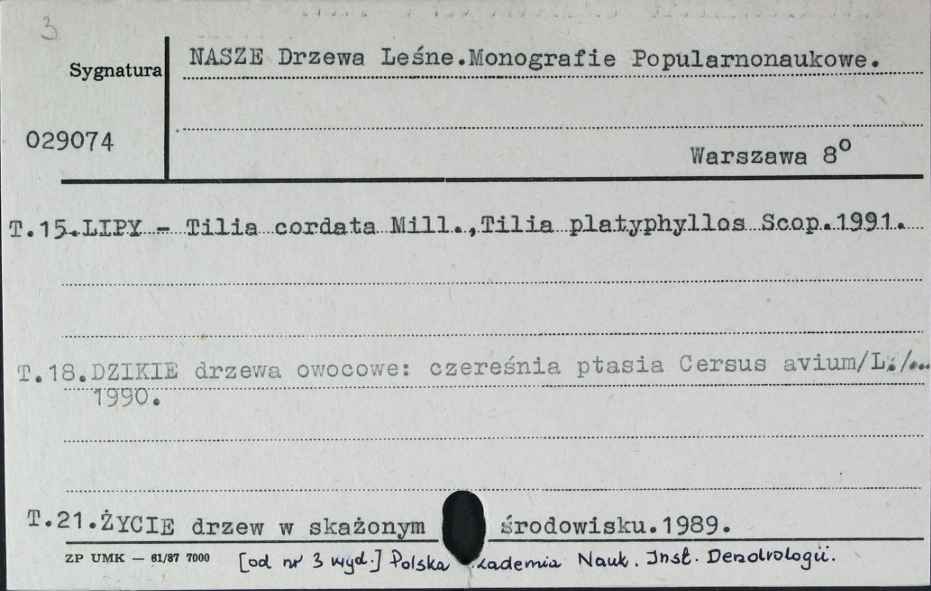 3
NASZE Drzewa Leśne.Monografie Popularnonaukowe.
Sygnatura
029074
Warszawa 8º
T.15.LIPY - Tilia cordata Mill.,Tilia platyphyllos Scop.1991.
T.18.DZIKIE drzewa owocowe: czereśnia ptasia Cersus avium/L./...
1990.
T.21.ŻYCIE drzew w skażonym środowisku.1989.
ZP UMK — 61/87 7000 [od nr 3 wyd.] Polska kademia Nauk. Inst. Dendrologii.